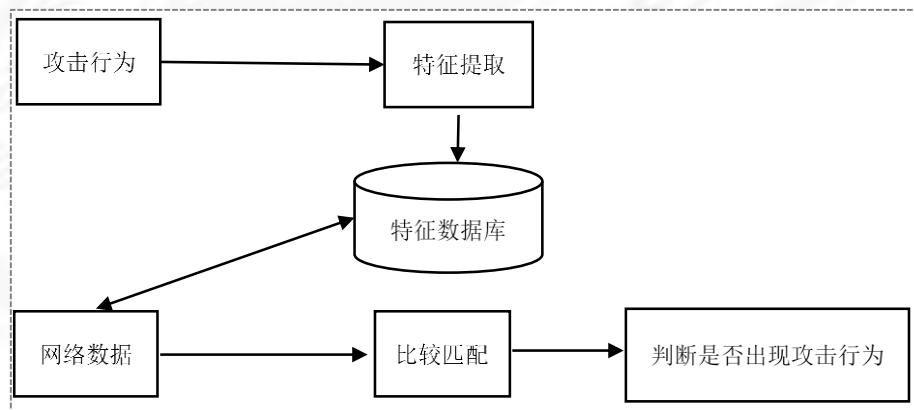 攻击行为
特征提取
特征数据库
网络数据
比较匹配
判断是否出现攻击行为